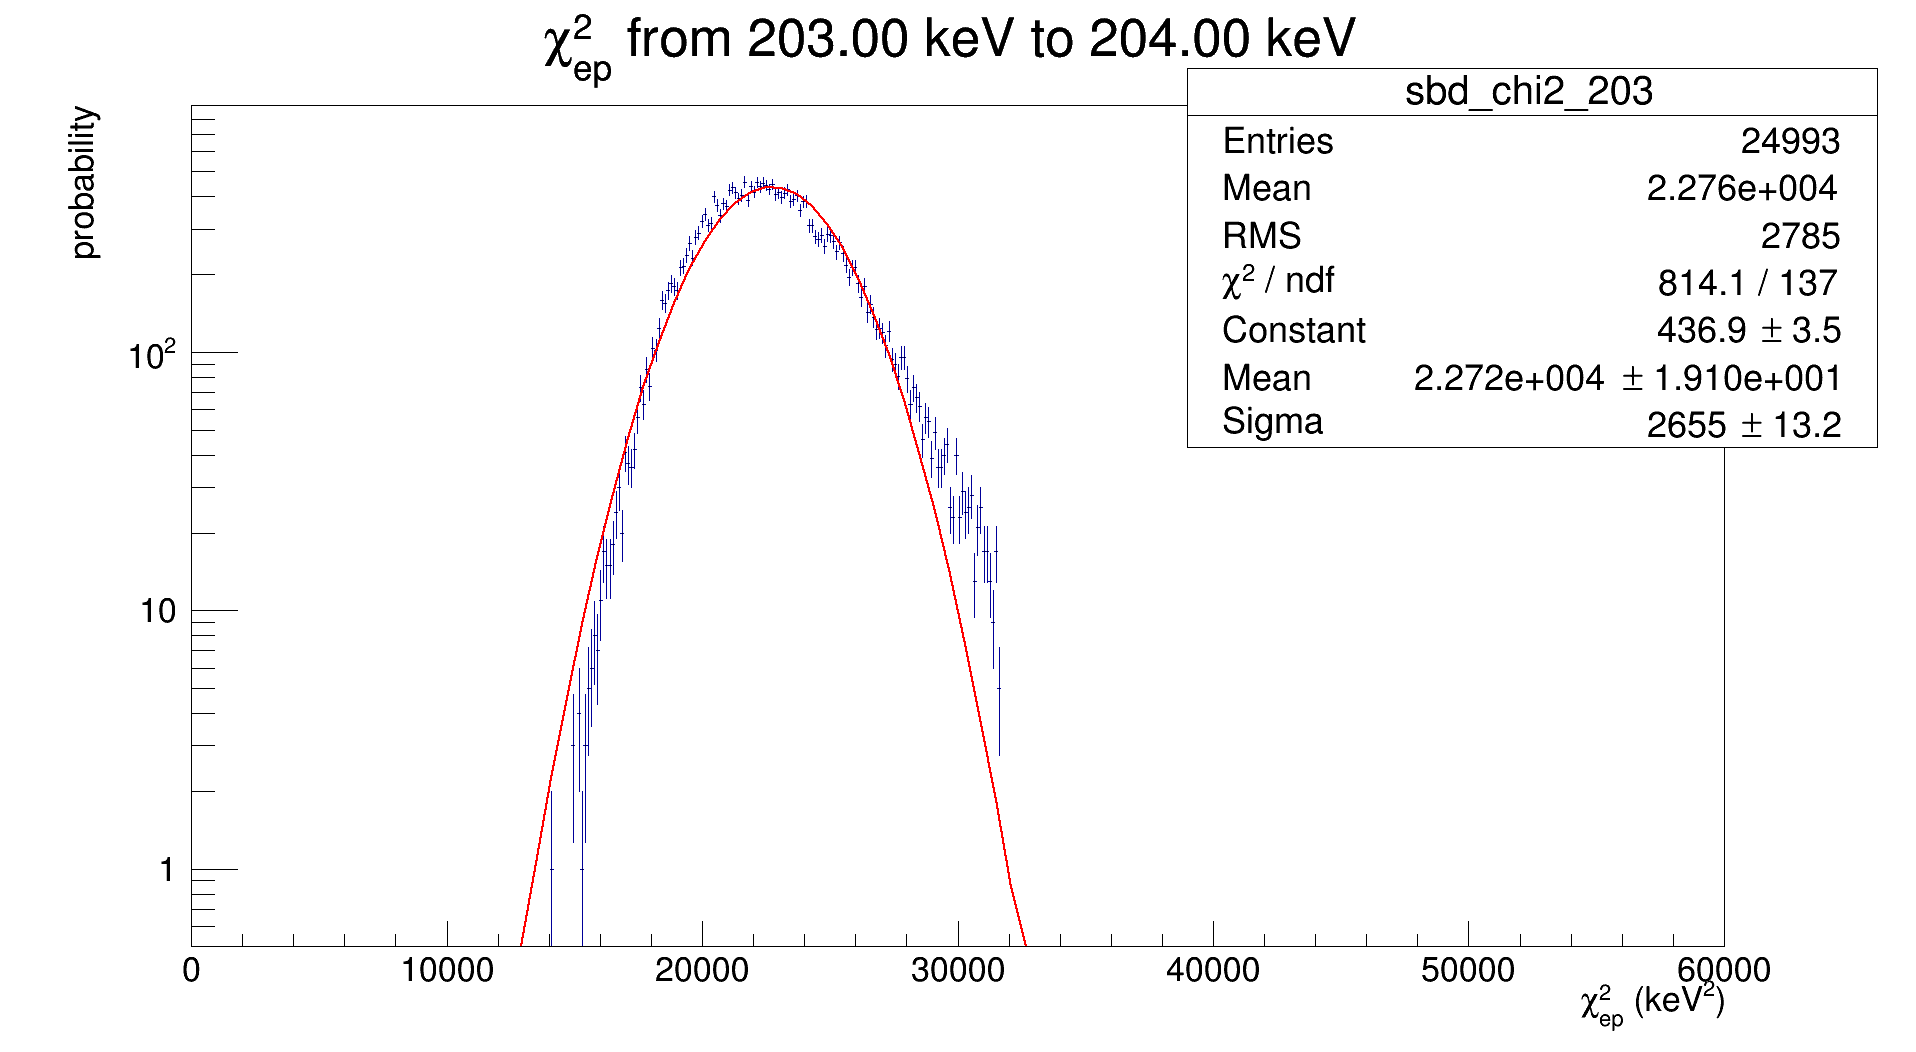 χ²ep from 203.00 keV to 204.00 keV
probability
sbd_chi2_203
Entries 24993
Mean 2.276e+004
RMS 2785
χ² / ndf 814.1 / 137
Constant 436.9 ± 3.5
Mean 2.272e+004 ± 1.910e+001
Sigma 2655 ± 13.2
10²
10
1
0 10000 20000 30000 40000 50000 60000
χ²ep (keV²)